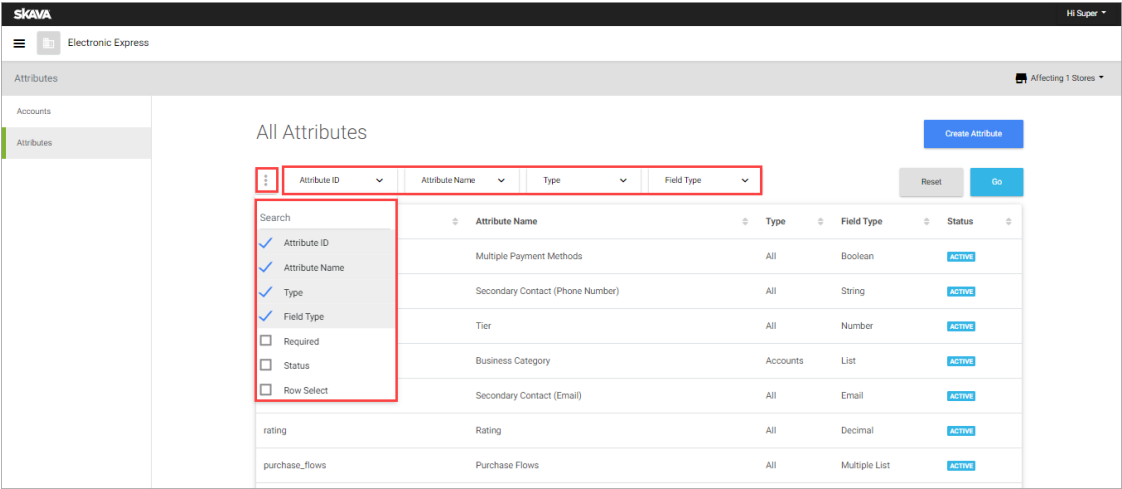 SKAVA
Hi Super
Electronic Express
Attributes
Affecting 1 Stores
Accounts
Attributes
All Attributes
Create Attribute
Attribute ID
Attribute Name
Type
Field Type
Reset
Go
Search
Attribute ID
Attribute Name
Type
Field Type
Required
Status
Row Select
Attribute Name Type Field Type Status
Multiple Payment Methods All Boolean ACTIVE
Secondary Contact (Phone Number) All String ACTIVE
Tier All Number ACTIVE
Business Category Accounts List ACTIVE
Secondary Contact (Email) All Email ACTIVE
rating Rating All Decimal ACTIVE
purchase_flows Purchase Flows All Multiple List ACTIVE